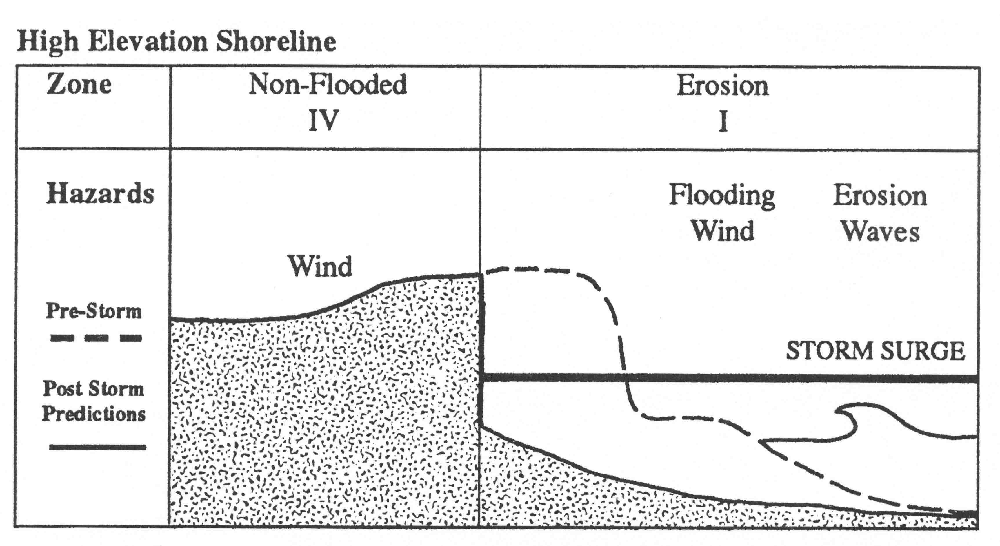 High Elevation Shoreline
Zone
Non-Flooded
IV
Erosion
I
Hazards
Wind
Flooding
Wind
Erosion
Waves
Pre-Storm
Post Storm
Predictions
STORM SURGE